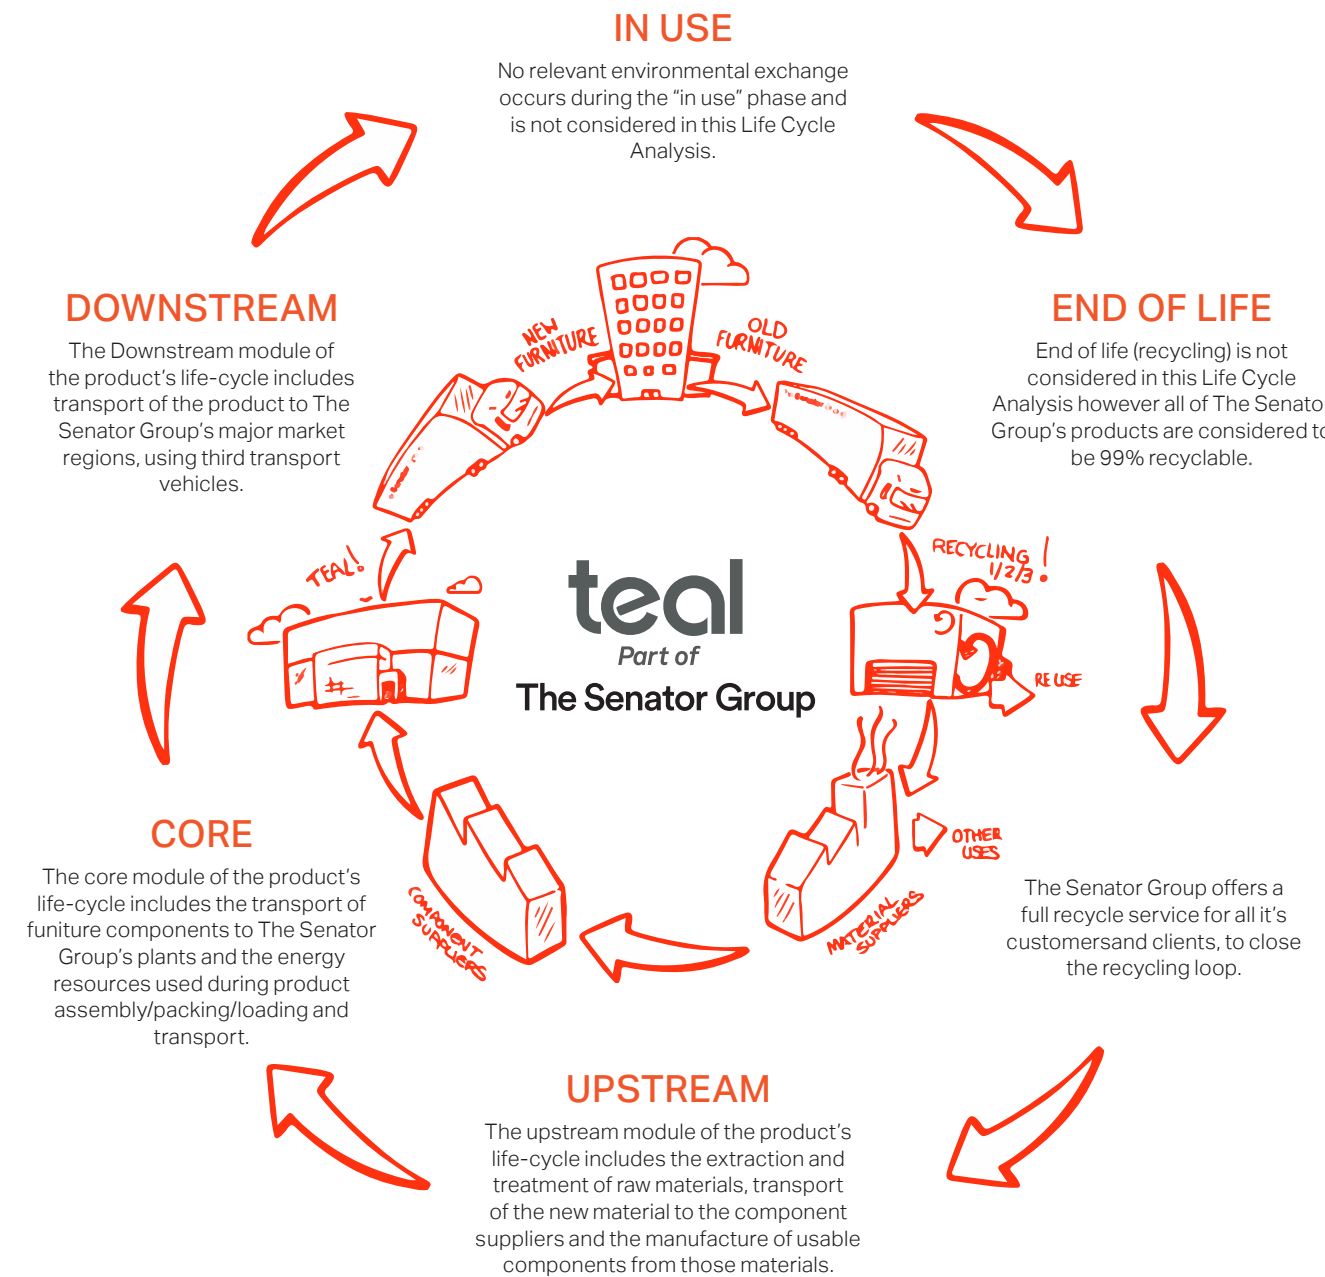 IN USE
No relevant environmental exchange
occurs during the “in use” phase and
is not considered in this Life Cycle
Analysis.
DOWNSTREAM
The Downstream module of
the product’s life-cycle includes
transport of the product to The
Senator Group’s major market
regions, using third transport
vehicles.
END OF LIFE
End of life (recycling) is not
considered in this Life Cycle
Analysis however all of The Senato
Group’s products are considered to
be 99% recyclable.
NEW
FURNITURE
OLD
FURNITURE
Senator
Senator
TEAL!
RECYCLING !
1/2/3
teal
Part of
The Senator Group
RE USE
OTHER
USES
COMPONENT
SUPPLIERS
MATERIAL
SUPPLIERS
CORE
The core module of the product’s
life-cycle includes the transport of
funiture components to The Senator
Group’s plants and the energy
resources used during product
assembly/packing/loading and
transport.
The Senator Group offers a
full recycle service for all it’s
customersand clients, to close
the recycling loop.
UPSTREAM
The upstream module of the product’s
life-cycle includes the extraction and
treatment of raw materials, transport
of the new material to the component
suppliers and the manufacture of usable
components from those materials.